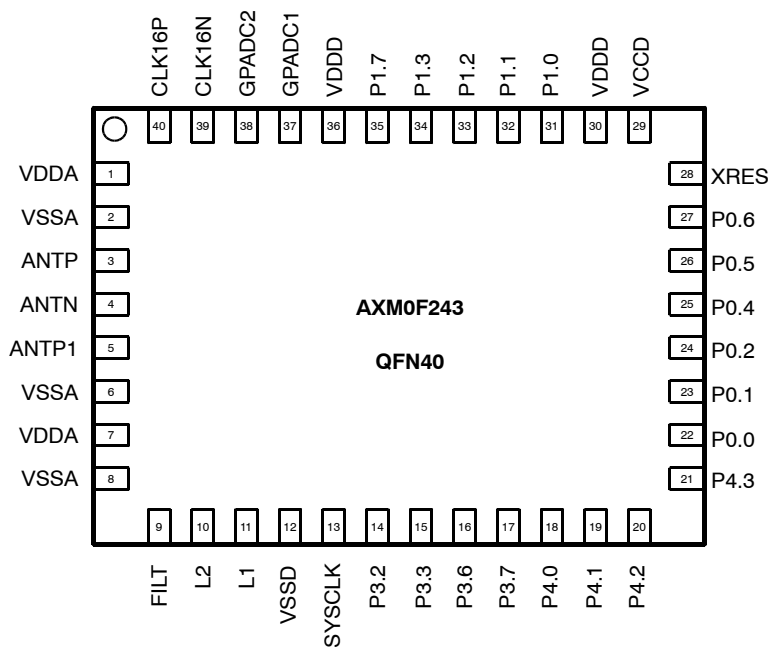 CLK16P
CLK16N
GPADC2
GPADC1
VDDD
P1.7
P1.3
P1.2
P1.1
P1.0
VDDD
VCCD
40
39
38
37
36
35
34
33
32
31
30
29
VDDA 1
VSSA 2
ANTP 3
ANTN 4
ANTP1 5
VSSA 6
VDDA 7
VSSA 8
AXM0F243
QFN40
28 XRES
27 P0.6
26 P0.5
25 P0.4
24 P0.2
23 P0.1
22 P0.0
21 P4.3
9
10
11
12
13
14
15
16
17
18
19
20
FILT
L2
L1
VSSD
SYSCLK
P3.2
P3.3
P3.6
P3.7
P4.0
P4.1
P4.2